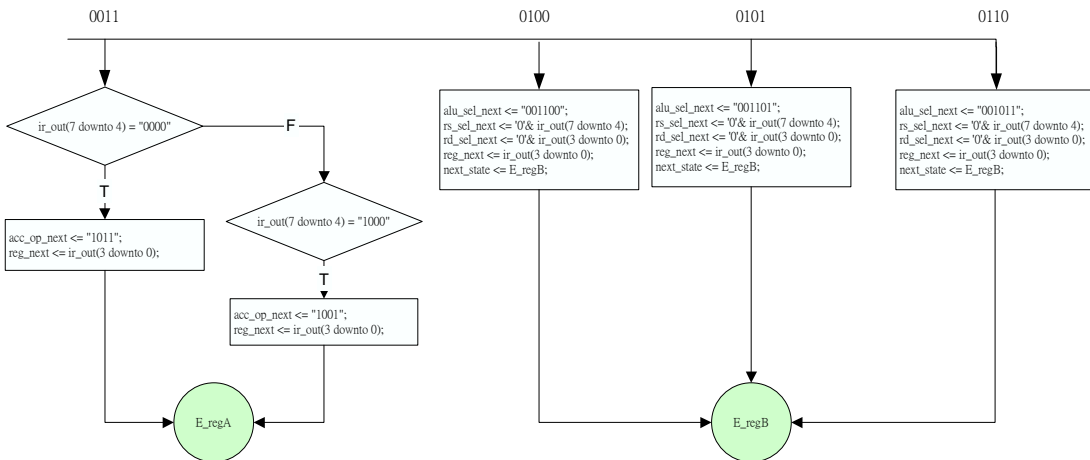 0011
0100
0101
0110
ir_out(7 downto 4) = "0000"
F
T
acc_op_next <= "1011";
reg_next <= ir_out(3 downto 0);
ir_out(7 downto 4) = "1000"
T
acc_op_next <= "1001";
reg_next <= ir_out(3 downto 0);
E_regA
alu_sel_next <= "001100";
rs_sel_next <= '0'& ir_out(7 downto 4);
rd_sel_next <= '0'& ir_out(3 downto 0);
reg_next <= ir_out(3 downto 0);
next_state <= E_regB;
alu_sel_next <= "001101";
rs_sel_next <= '0'& ir_out(7 downto 4);
rd_sel_next <= '0'& ir_out(3 downto 0);
reg_next <= ir_out(3 downto 0);
next_state <= E_regB;
alu_sel_next <= "001011";
rs_sel_next <= '0'& ir_out(7 downto 4);
rd_sel_next <= '0'& ir_out(3 downto 0);
reg_next <= ir_out(3 downto 0);
next_state <= E_regB;
E_regB